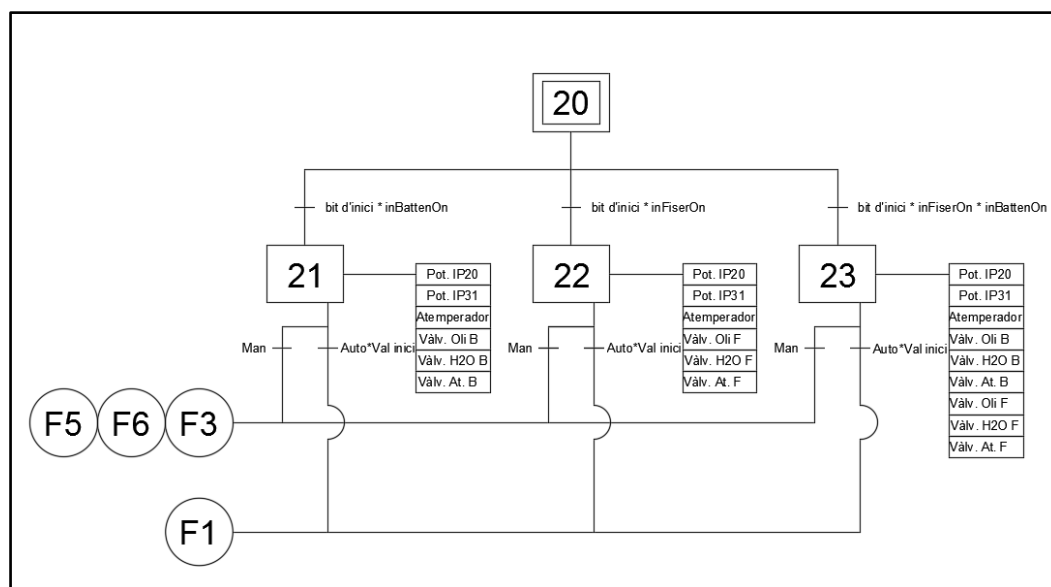 20
bit d'inici * inBattenOn
bit d'inici * inFiserOn
bit d'inici * inFiserOn * inBattenOn
21
Pot. IP20
Pot. IP31
Atemperador
Vàlv. Oli B
Vàlv. H2O B
Vàlv. At. B
Man
Auto*Val inici
22
Pot. IP20
Pot. IP31
Atemperador
Vàlv. Oli F
Vàlv. H2O F
Vàlv. At. F
Man
Auto*Val inici
23
Pot. IP20
Pot. IP31
Atemperador
Vàlv. Oli B
Vàlv. H2O B
Vàlv. At. B
Vàlv. Oli F
Vàlv. H2O F
Vàlv. At. F
Man
Auto*Val inici
F5
F6
F3
F1